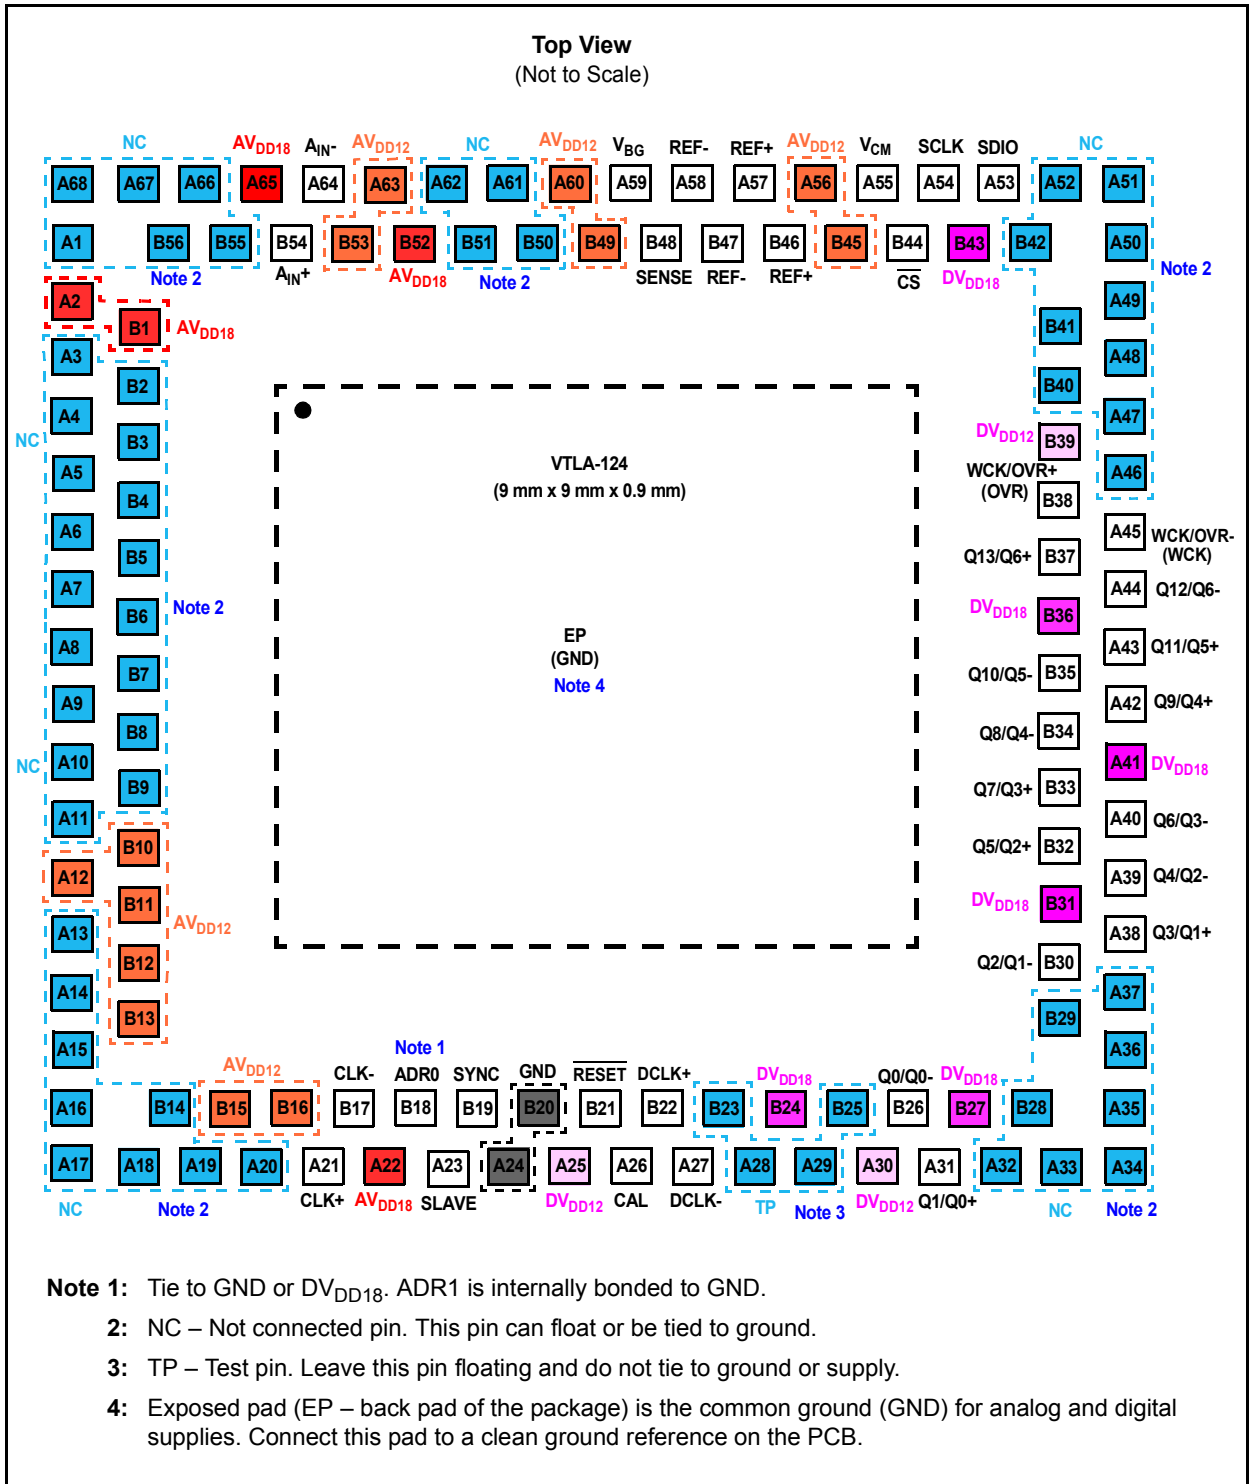 Top View
(Not to Scale)
NC AVDD18 AIN- AVDD12 NC AVDD12 VBG REF- REF+ AVDD12 VCM SCLK SDIO NC
A68 A67 A66 A65 A64 A63 A62 A61 A60 A59 A58 A57 A56 A55 A54 A53 A52 A51
A1 B56 B55 B54 B53 B52 B51 B50 B49 B48 B47 B46 B45 B44 B43 B42 A50
Note 2 AIN+ AVDD18 Note 2 SENSE REF- REF+ CS DVDD18 Note 2
A2 A49
B1 AVDD18 B41
A3 A48
B2 B40
A4 A47
NC B3 DVDD12 B39
A5 VTLA-124 A46
(9 mm x 9 mm x 0.9 mm) WCK/OVR+
B4 (OVR) B38
A6 A45 WCK/OVR-
(WCK)
B5 Q13/Q6+ B37
A7 A44 Q12/Q6-
B6 Note 2 DVDD18 B36
A8 EP A43 Q11/Q5+
(GND)
B7 Note 4 Q10/Q5- B35
A9 A42 Q9/Q4+
B8 Q8/Q4- B34
NC A10 A41 DVDD18
B9 Q7/Q3+ B33
A11 A40 Q6/Q3-
B10 Q5/Q2+ B32
A12 A39 Q4/Q2-
B11 DVDD18 B31
AVDD12
A13 A38 Q3/Q1+
B12 Q2/Q1- B30
A14 A37
B13 B29
A15 A36
AVDD12 CLK- Note 1 ADR0 SYNC GND RESET DCLK+ DVDD18 Q0/Q0- DVDD18
A16 B14 B15 B16 B17 B18 B19 B20 B21 B22 B23 B24 B25 B26 B27 B28 A35
A17 A18 A19 A20 A21 A22 A23 A24 A25 A26 A27 A28 A29 A30 A31 A32 A33 A34
NC Note 2 CLK+ AVDD18 SLAVE DVDD12 CAL DCLK- TP Note 3 DVDD12 Q1/Q0+ NC Note 2
Note 1: Tie to GND or DVDD18. ADR1 is internally bonded to GND.
2: NC – Not connected pin. This pin can float or be tied to ground.
3: TP – Test pin. Leave this pin floating and do not tie to ground or supply.
4: Exposed pad (EP – back pad of the package) is the common ground (GND) for analog and digital
supplies. Connect this pad to a clean ground reference on the PCB.